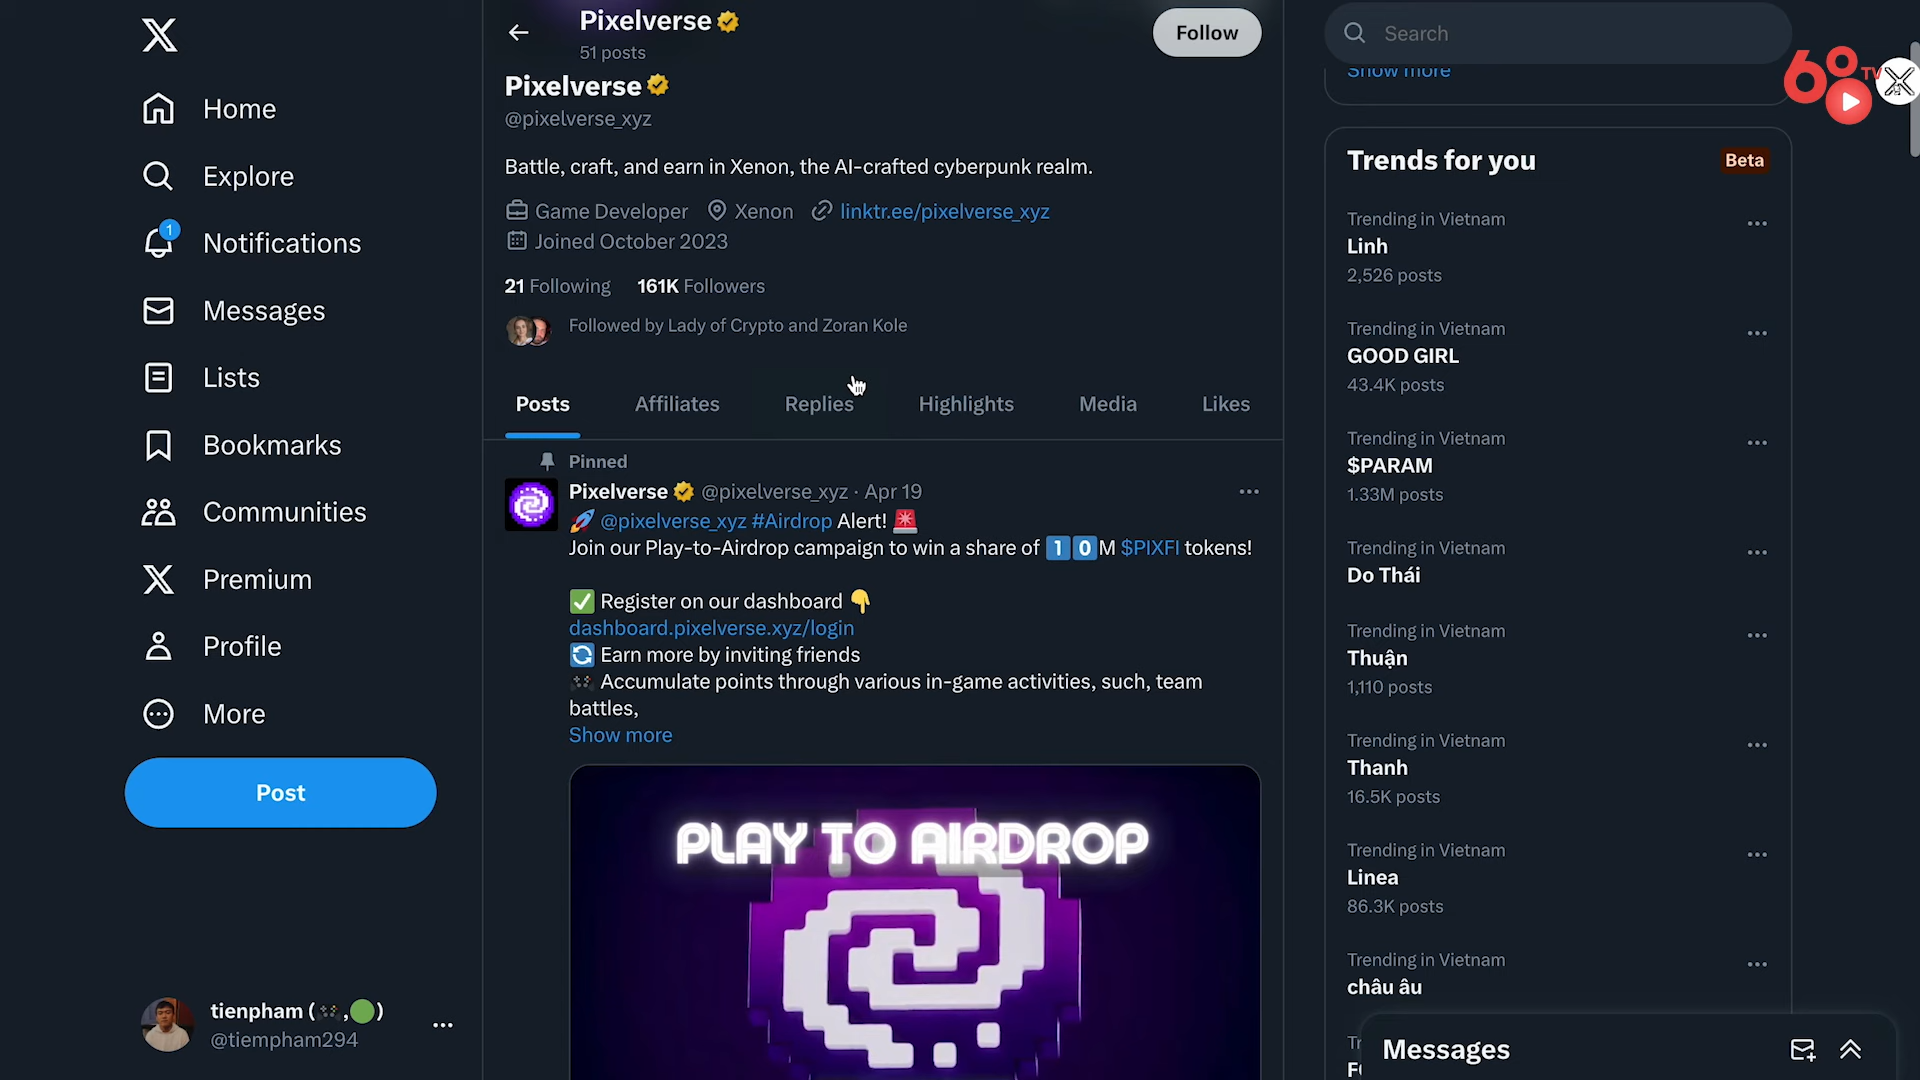 Home
Explore
1
Notifications
Messages
Lists
Bookmarks
Communities
Premium
Profile
More
Post
tienpham (🎮,🟢)
@tiempham294
Pixelverse
51 posts
Follow
Pixelverse
@pixelverse_xyz
Battle, craft, and earn in Xenon, the AI-crafted cyberpunk realm.
Game Developer Xenon linktr.ee/pixelverse_xyz
Joined October 2023
21 Following 161K Followers
Followed by Lady of Crypto and Zoran Kole
Posts Affiliates Replies Highlights Media Likes
Pinned
Pixelverse @pixelverse_xyz · Apr 19
🚀 @pixelverse_xyz #Airdrop Alert! 🚨
Join our Play-to-Airdrop campaign to win a share of 1️⃣0️⃣M $PIXFI tokens!
✅ Register on our dashboard 👇
dashboard.pixelverse.xyz/login
🔄 Earn more by inviting friends
🎮 Accumulate points through various in-game activities, such, team
battles,
Show more
PLAY TO AIRDROP
Search
Show more
68 TV
Trends for you
Beta
Trending in Vietnam
Linh
2,526 posts
Trending in Vietnam
GOOD GIRL
43.4K posts
Trending in Vietnam
$PARAM
1.33M posts
Trending in Vietnam
Do Thái
Trending in Vietnam
Thuận
1,110 posts
Trending in Vietnam
Thanh
16.5K posts
Trending in Vietnam
Linea
86.3K posts
Trending in Vietnam
châu âu
Messages